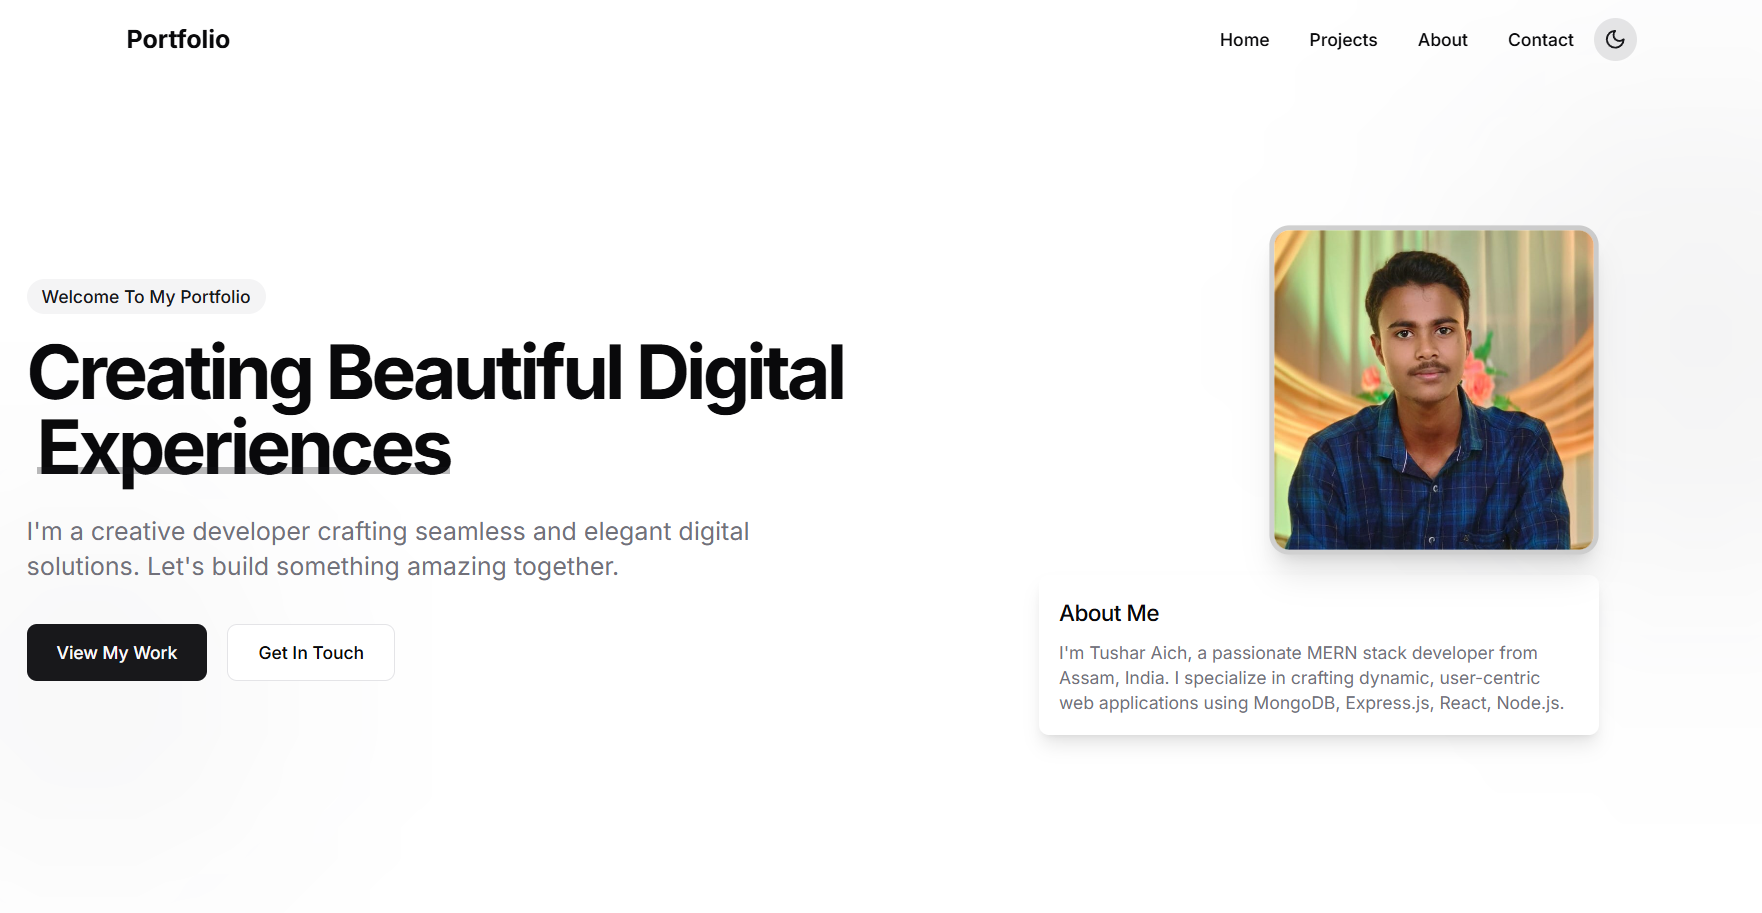 Portfolio
Home
Projects
About
Contact
Welcome To My Portfolio
Creating Beautiful Digital
Experiences
I'm a creative developer crafting seamless and elegant digital
solutions. Let's build something amazing together.
View My Work
Get In Touch
About Me
I'm Tushar Aich, a passionate MERN stack developer from
Assam, India. I specialize in crafting dynamic, user-centric
web applications using MongoDB, Express.js, React, Node.js.